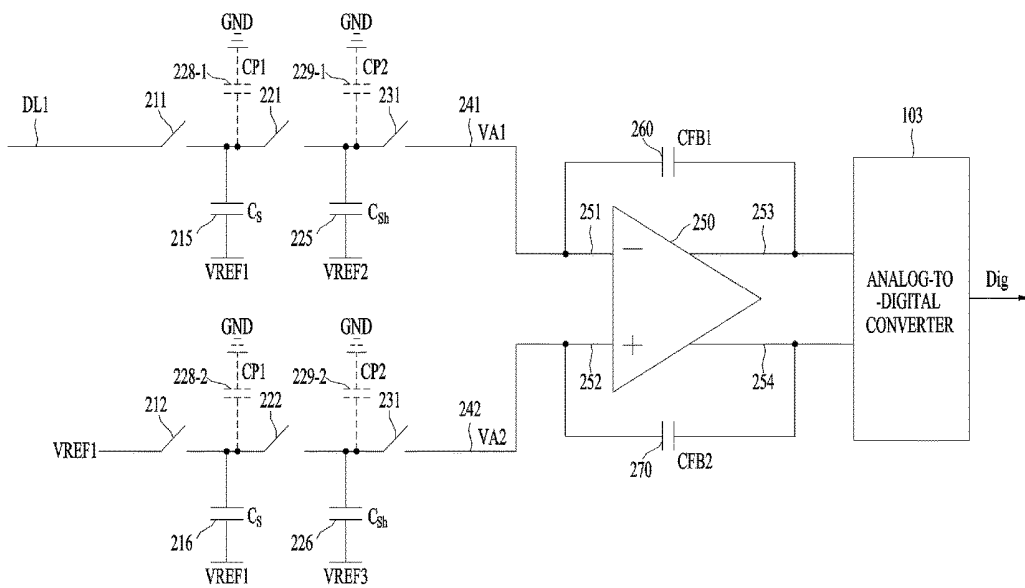 GND
GND
228-1
CP1
229-1
CP2
DL1
211
221
231
241
VA1
260
CFB1
103
215
CS
225
CSh
VREF1
VREF2
251
250
253
−
ANALOG-TO
-DIGITAL
CONVERTER
Dig
GND
GND
+
252
254
228-2
CP1
229-2
CP2
212
222
231
242
VA2
VREF1
270
CFB2
216
CS
226
CSh
VREF1
VREF3